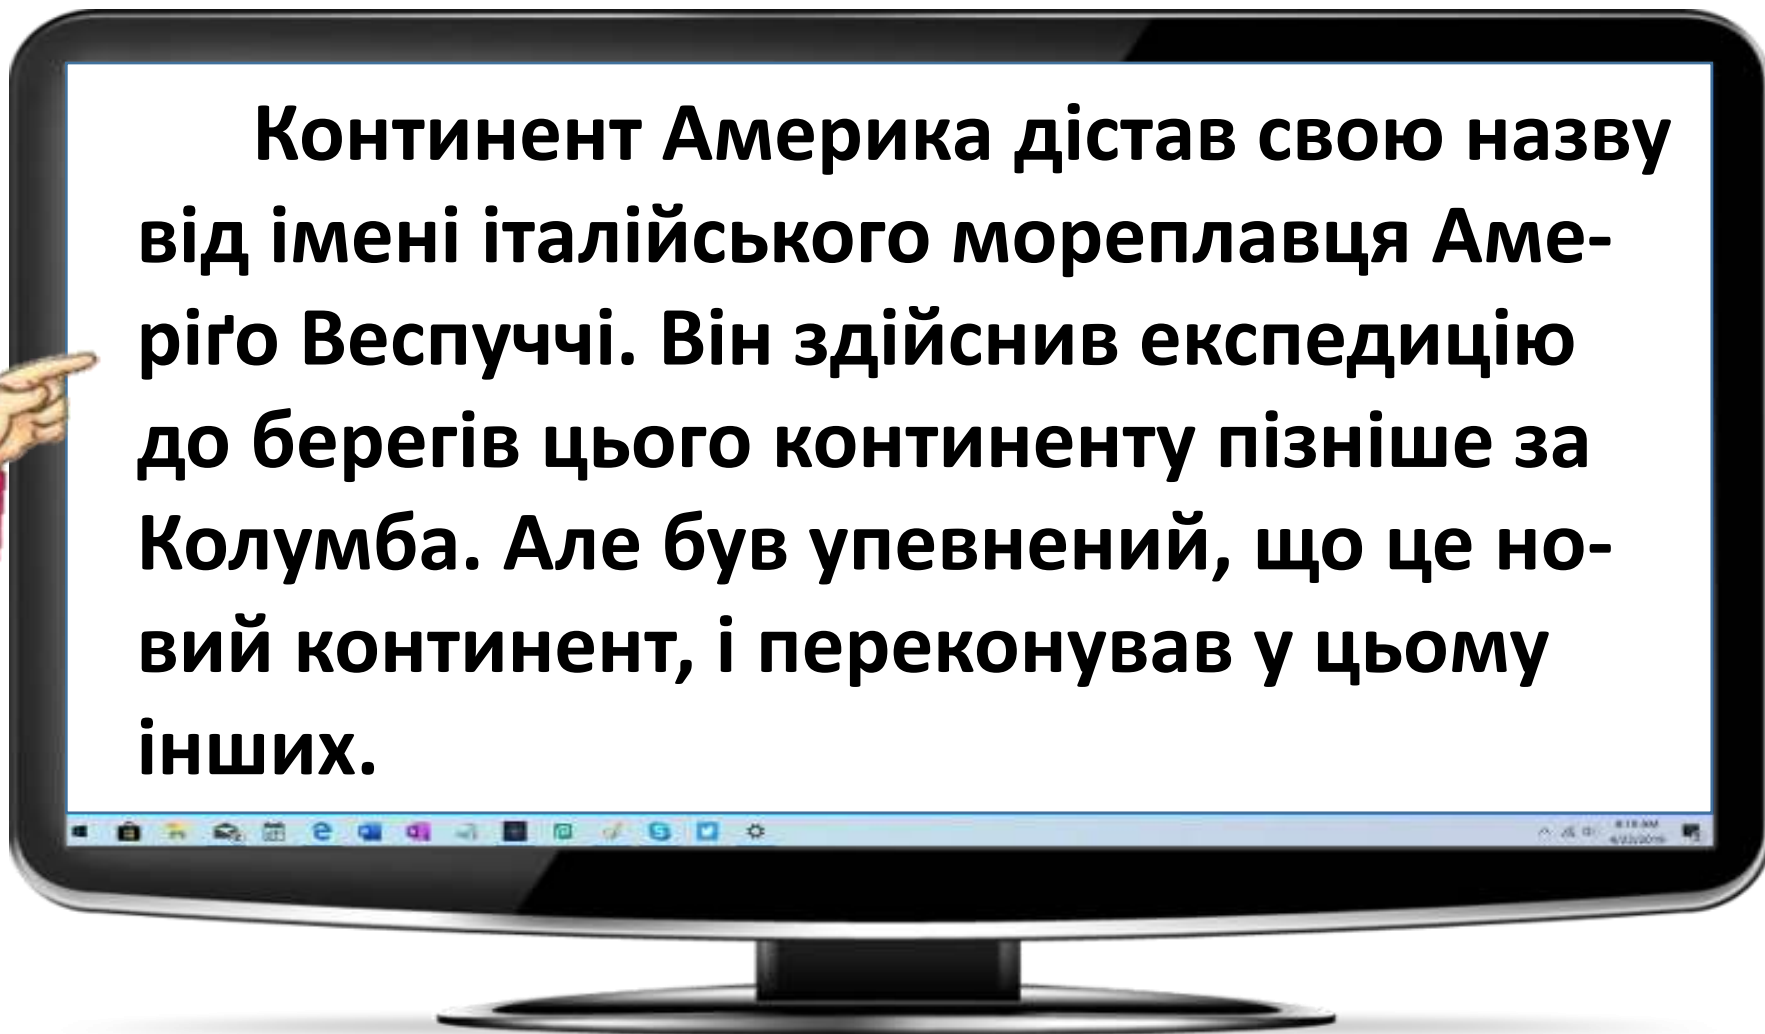 Континент Америка дістав свою назву
від імені італійського мореплавця Аме-
ріґо Веспуччі. Він здійснив експедицію
до берегів цього континенту пізніше за
Колумба. Але був упевнений, що це но-
вий континент, і переконував у цьому
інших.